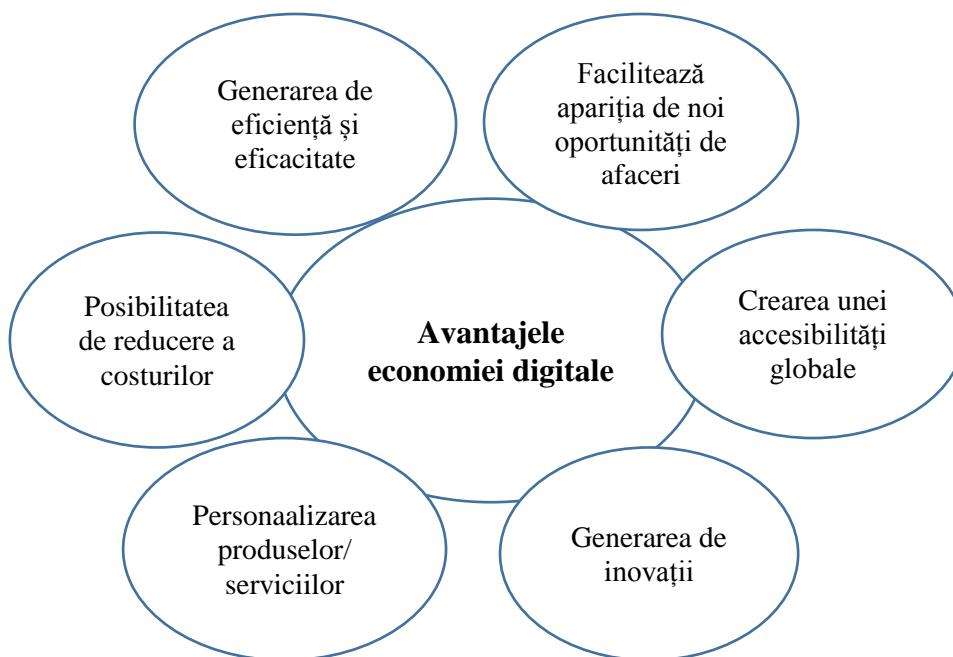 Generarea de
eficiență și
eficacitate
Facilitează
apariția de noi
oportunități de
afaceri
Posibilitatea
de reducere a
costurilor
Avantajele
economiei digitale
Crearea unei
accesibilități
globale
Personaalizarea
produselor/
serviciilor
Generarea de
inovații